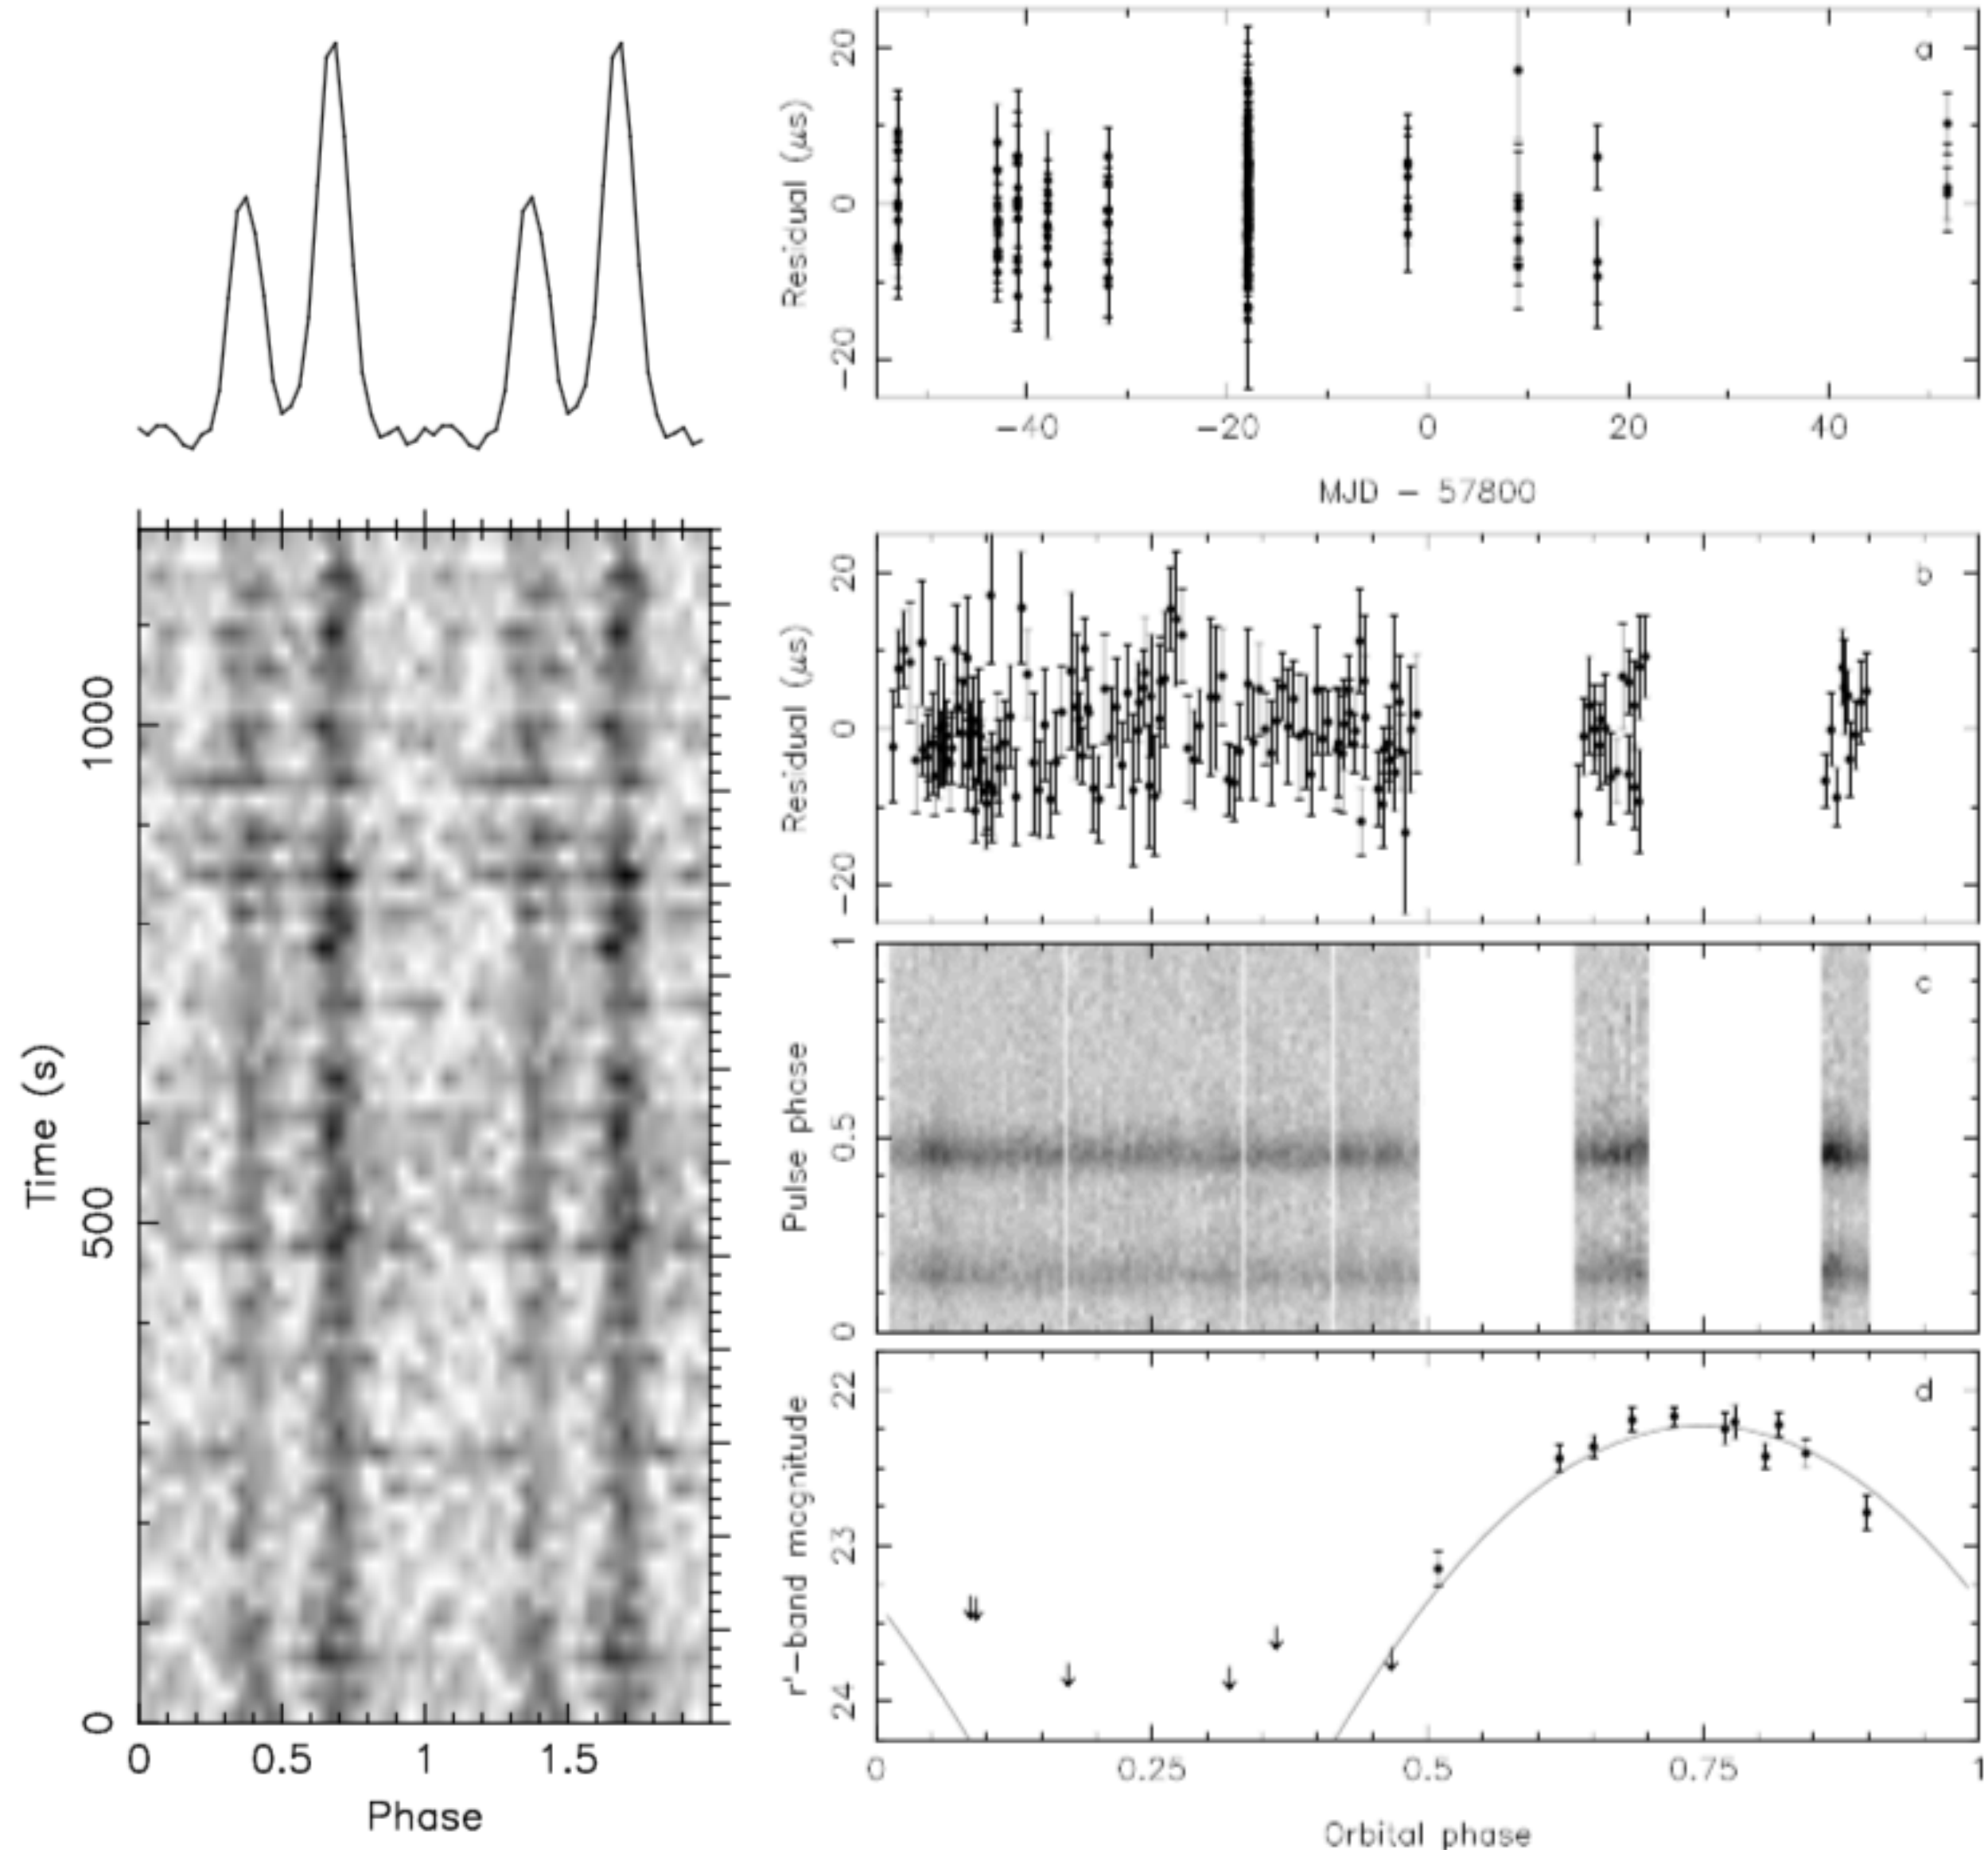 1000
500
0
Time (s)
0 0.5 1 1.5
Phase
a
20
0
−20
Residual (μs)
−40 −20 0 20 40
MJD − 57800
b
20
0
−20
Residual (μs)
c
1
0.5
0
Pulse phase
d
22
23
24
r'−band magnitude
0 0.25 0.5 0.75 1
Orbital phase